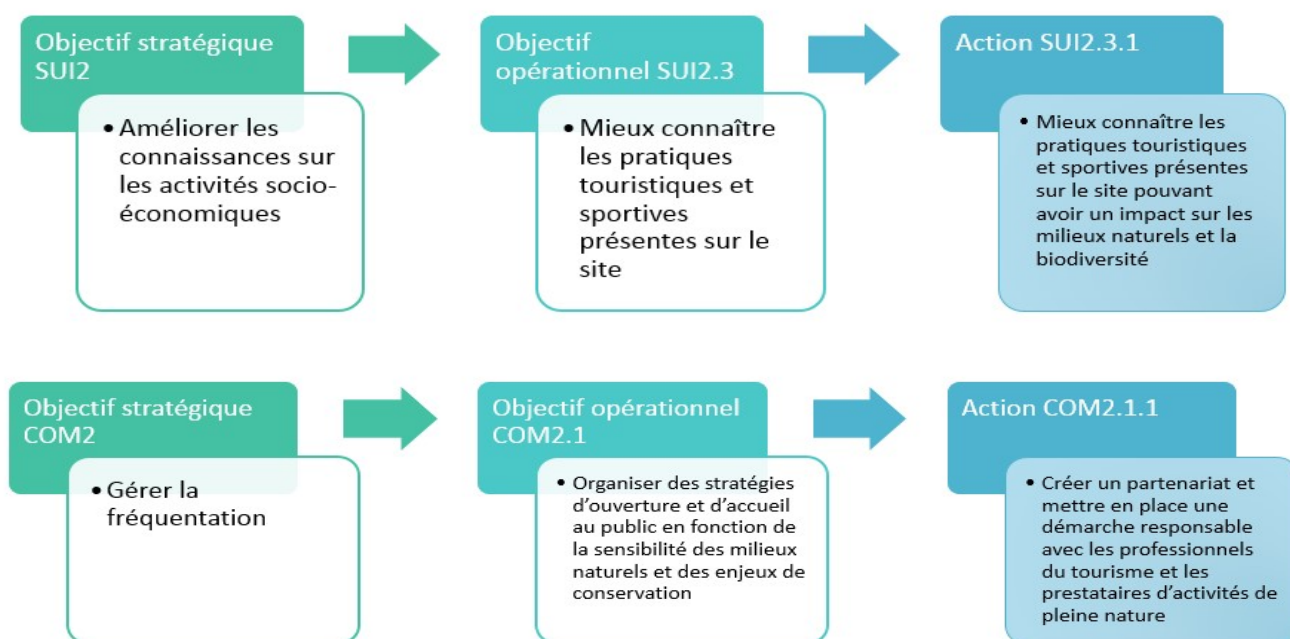 Objectif stratégique
SUI2
• Améliorer les
connaissances sur
les activités socio-
économiques
Objectif
opérationnel SUI2.3
• Mieux connaître
les pratiques
touristiques et
sportives
présentes sur le
site
Action SUI2.3.1
• Mieux connaître les
pratiques touristiques
et sportives présentes
sur le site pouvant
avoir un impact sur les
milieux naturels et la
biodiversité
Objectif stratégique
COM2
• Gérer la
fréquentation
Objectif opérationnel
COM2.1
• Organiser des stratégies
d’ouverture et d’accueil
au public en fonction de
la sensibilité des milieux
naturels et des enjeux de
conservation
Action COM2.1.1
• Créer un partenariat et
mettre en place une
démarche responsable
avec les professionnels
du tourisme et les
prestataires d’activités de
pleine nature